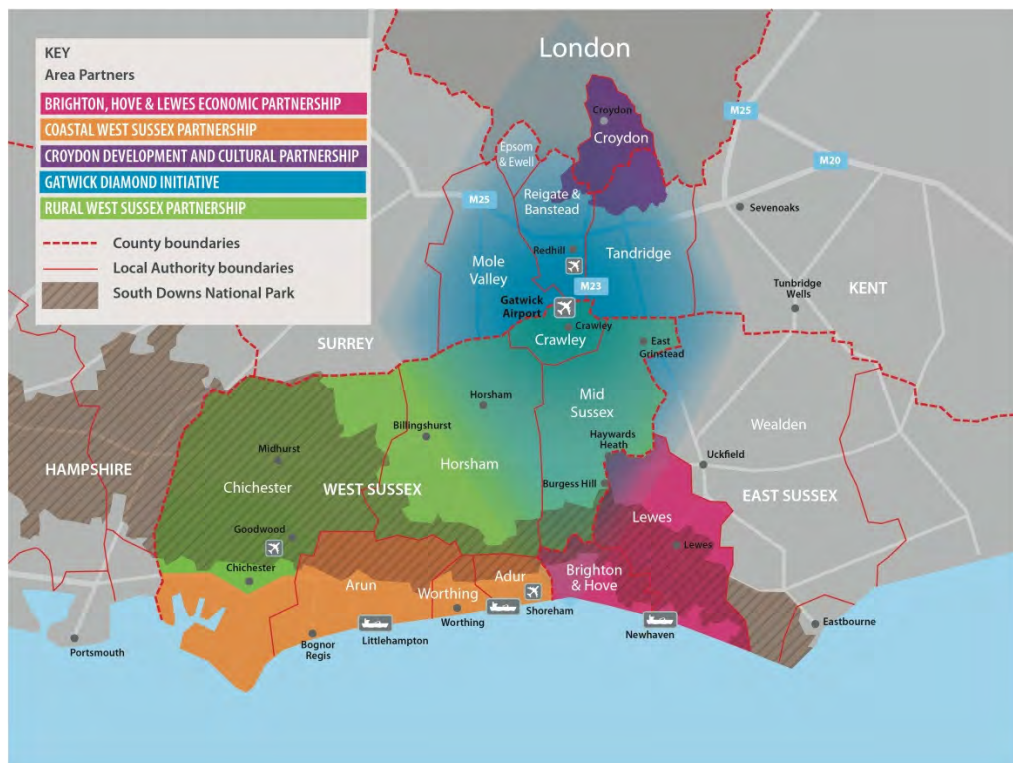 KEY
Area Partners
BRIGHTON, HOVE & LEWES ECONOMIC PARTNERSHIP
COASTAL WEST SUSSEX PARTNERSHIP
CROYDON DEVELOPMENT AND CULTURAL PARTNERSHIP
GATWICK DIAMOND INITIATIVE
RURAL WEST SUSSEX PARTNERSHIP
County boundaries
Local Authority boundaries
South Downs National Park
London
Croydon
Croydon
M25
Epsom
& Ewell
M20
Reigate &
Banstead
M25
Sevenoaks
Redhill
Tandridge
Mole
Valley
M23
Tunbridge
Wells
KENT
Gatwick
Airport
Crawley
Crawley
East
Grinstead
SURREY
Horsham
Mid
Sussex
Billingshurst
Wealden
Haywards
Heath
Midhurst
Horsham
Uckfield
HAMPSHIRE
Chichester
WEST SUSSEX
Burgess Hill
EAST SUSSEX
Lewes
Goodwood
Lewes
Chichester
Arun
Adur
Brighton
& Hove
Worthing
Shoreham
Worthing
Eastbourne
Bognor
Regis
Littlehampton
Newhaven
Portsmouth